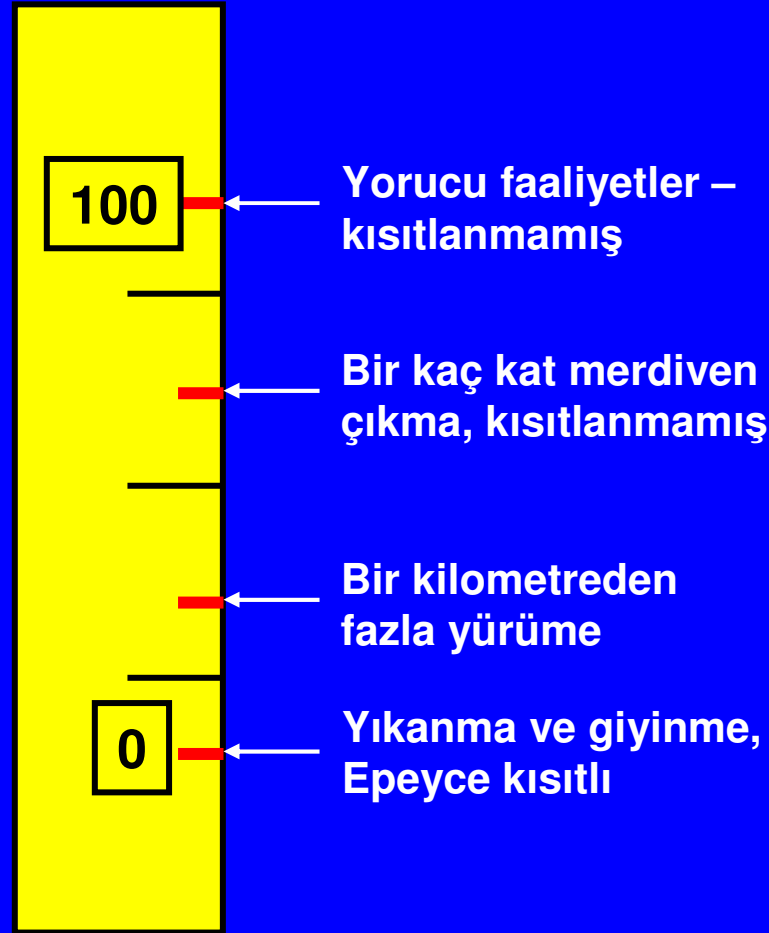 100
Yorucu faaliyetler –
kısıtlanmamış
Bir kaç kat merdiven
çıkma, kısıtlanmamış
Bir kilometreden
fazla yürüme
0
Yıkanma ve giyinme,
Epeyce kısıtlı